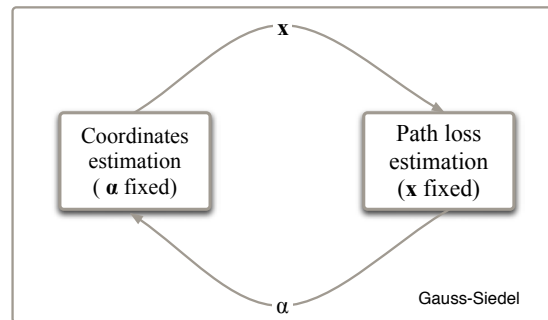 x
Coordinates
estimation
( α fixed)
Path loss
estimation
(x fixed)
α
Gauss-Siedel